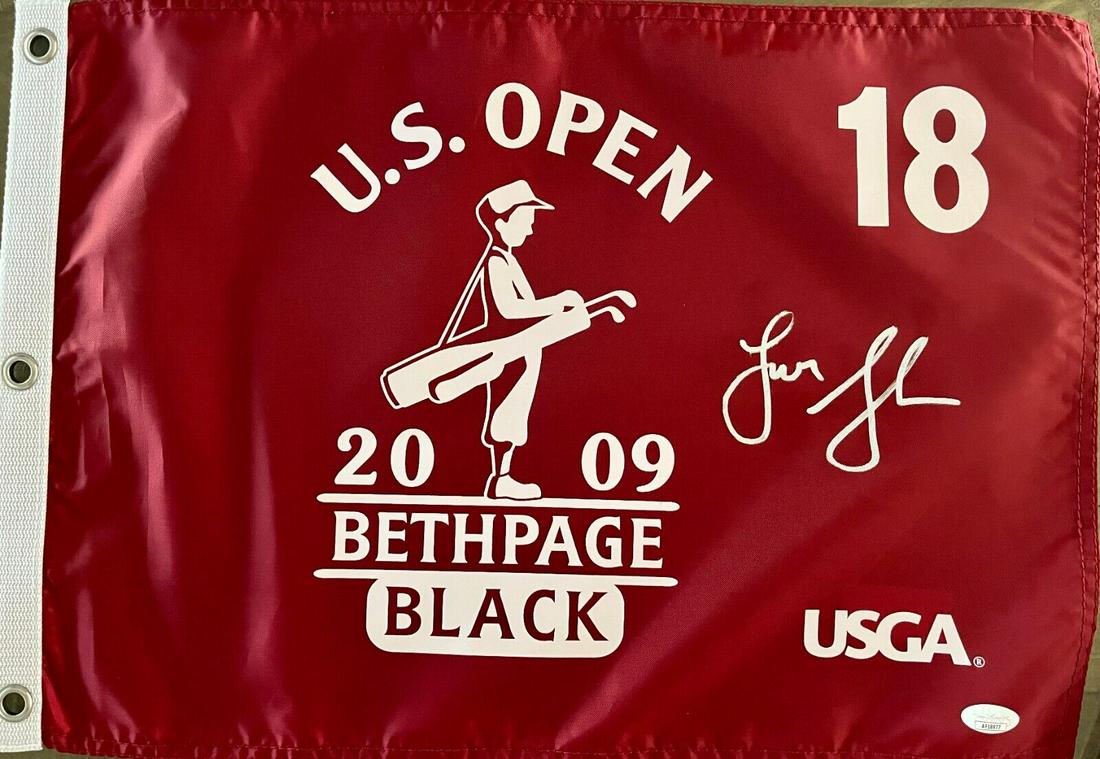 U.S. OPEN
18
20 09
BETHPAGE
BLACK
USGA®